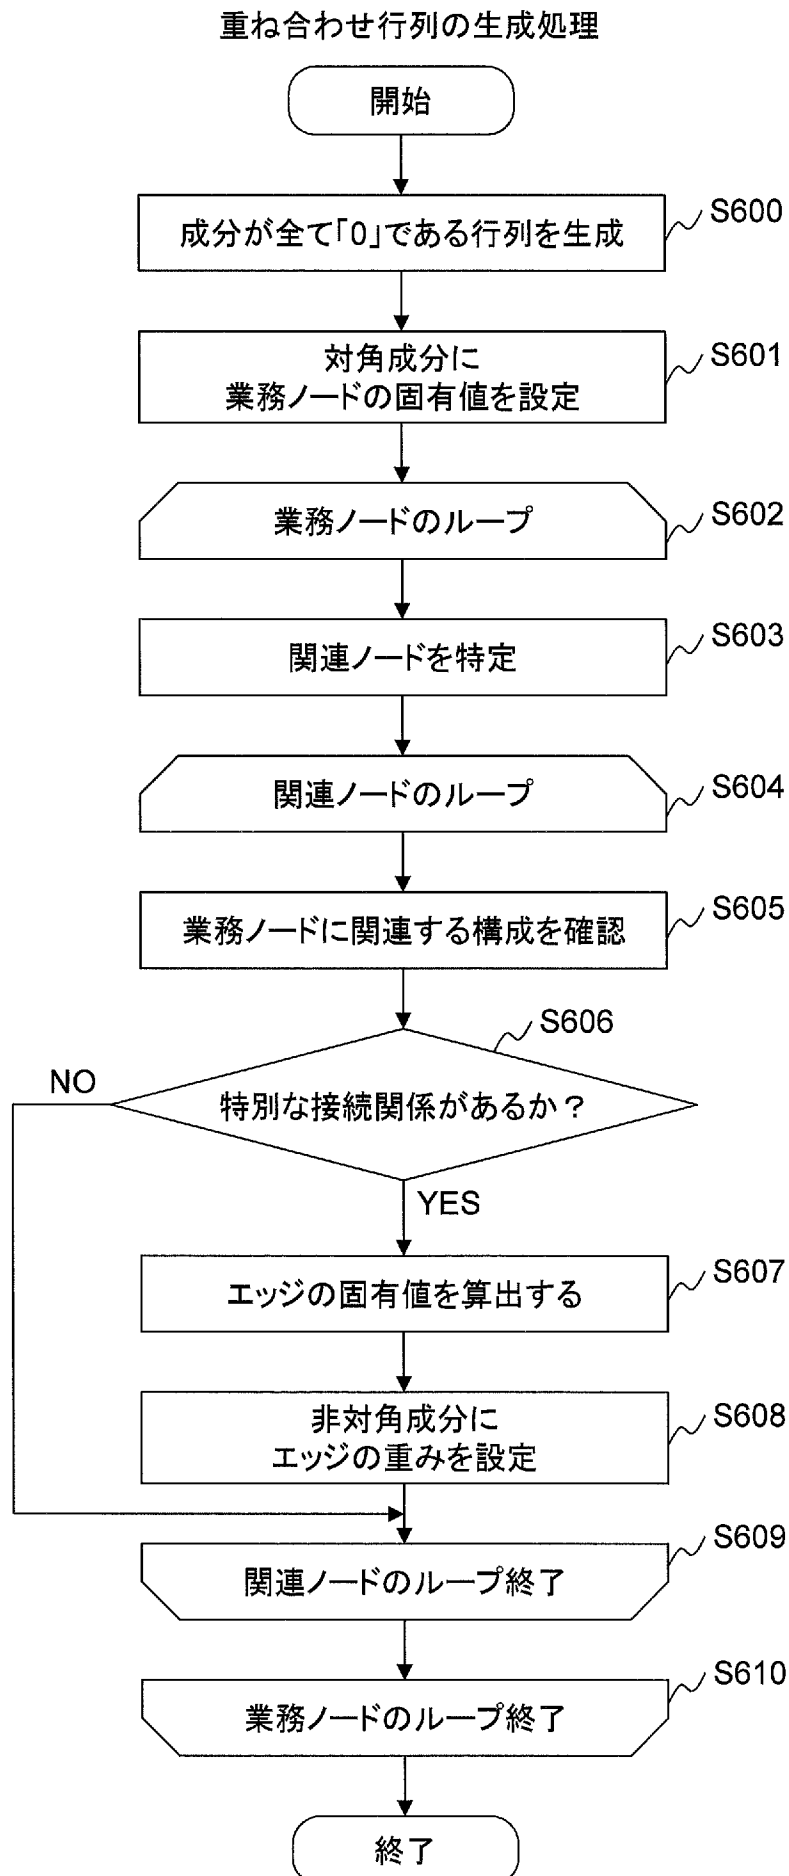 重ね合わせ行列の生成処理
開始
成分が全て「0」である行列を生成
S600
対角成分に
業務ノードの固有値を設定
S601
業務ノードのループ
S602
関連ノードを特定
S603
関連ノードのループ
S604
業務ノードに関連する構成を確認
S605
S606
NO
特別な接続関係があるか?
YES
エッジの固有値を算出する
S607
非対角成分に
エッジの重みを設定
S608
関連ノードのループ終了
S609
業務ノードのループ終了
S610
終了